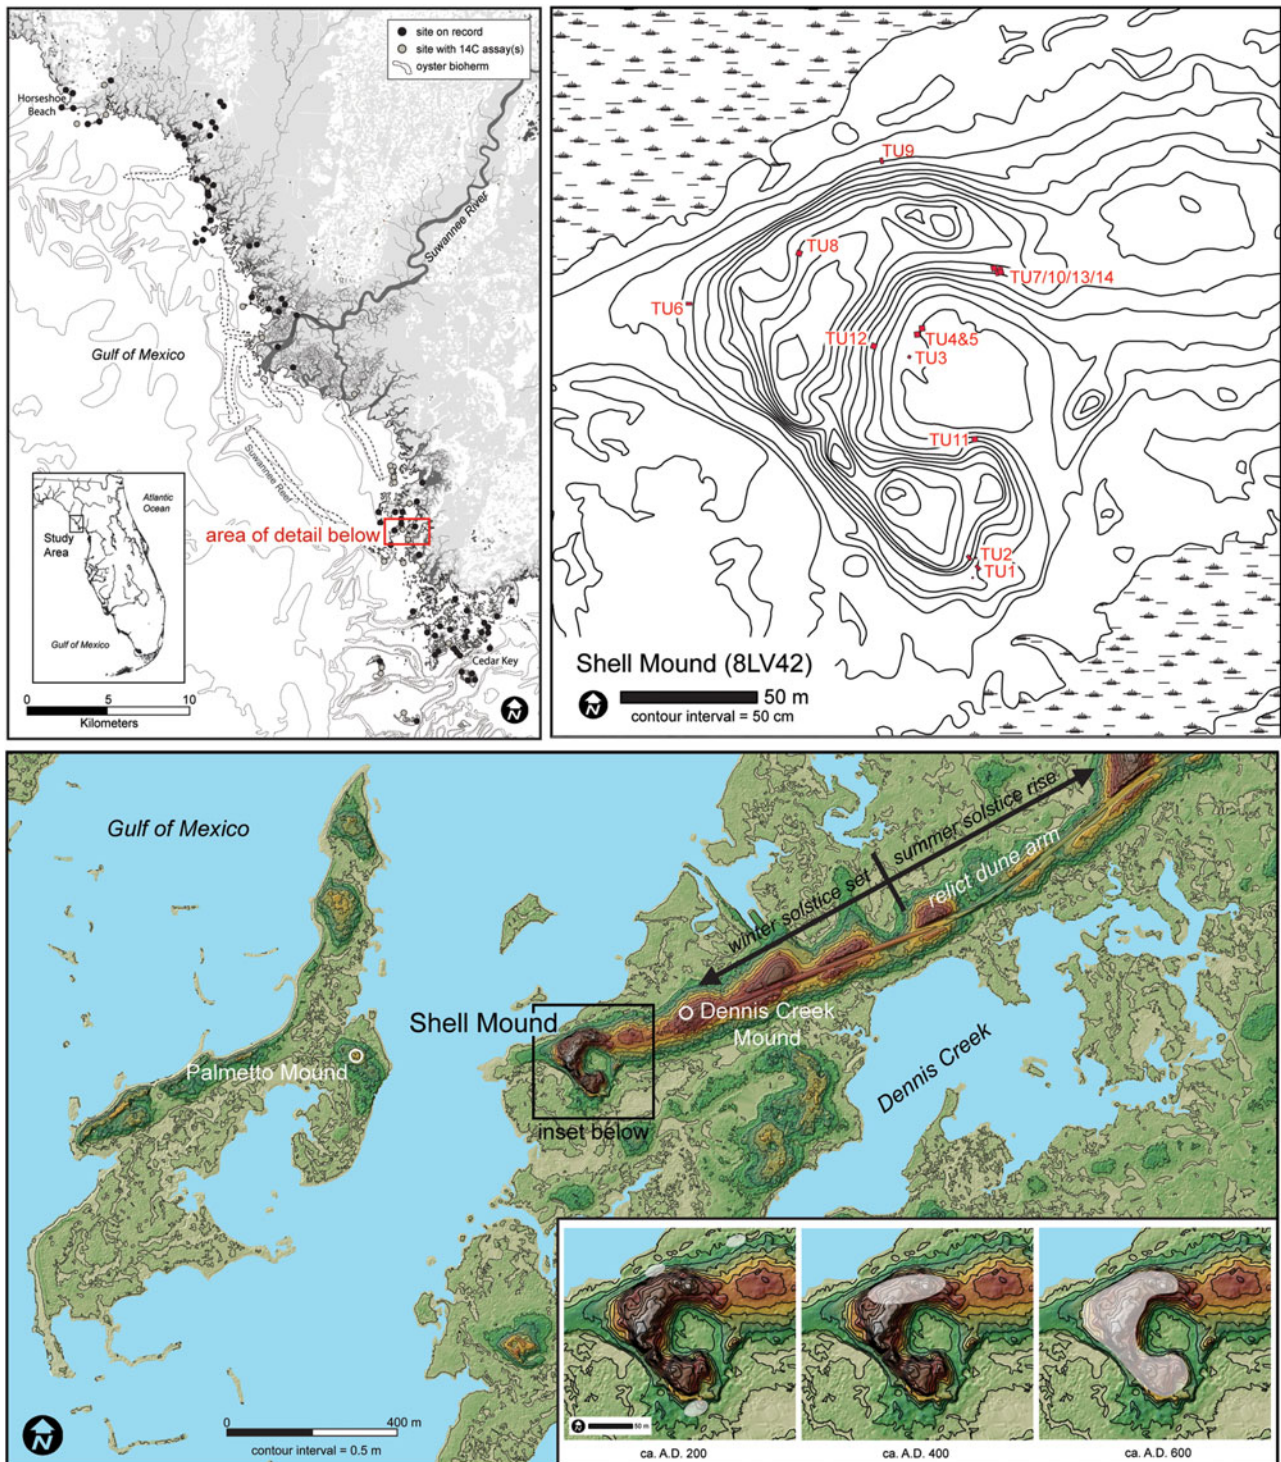 site on record
site with 14C assay(s)
oyster bioherm
Horseshoe
Beach
Suwannee River
Gulf of Mexico
Suwannee Reef
area of detail below
Atlantic
Ocean
Study
Area
Gulf of Mexico
Cedar Key
0 5 10
Kilometers
N
TU9
TU8
TU7/10/13/14
TU6
TU12
TU4&5
TU3
TU11
TU2
TU1
Shell Mound (8LV42)
N
50 m
contour interval = 50 cm
Gulf of Mexico
winter solstice set
summer solstice rise
relict dune arm
Shell Mound
Dennis Creek
Mound
Palmetto Mound
inset below
Dennis Creek
N
0 400 m
contour interval = 0.5 m
N
50 m
ca. A.D. 200
ca. A.D. 400
ca. A.D. 600